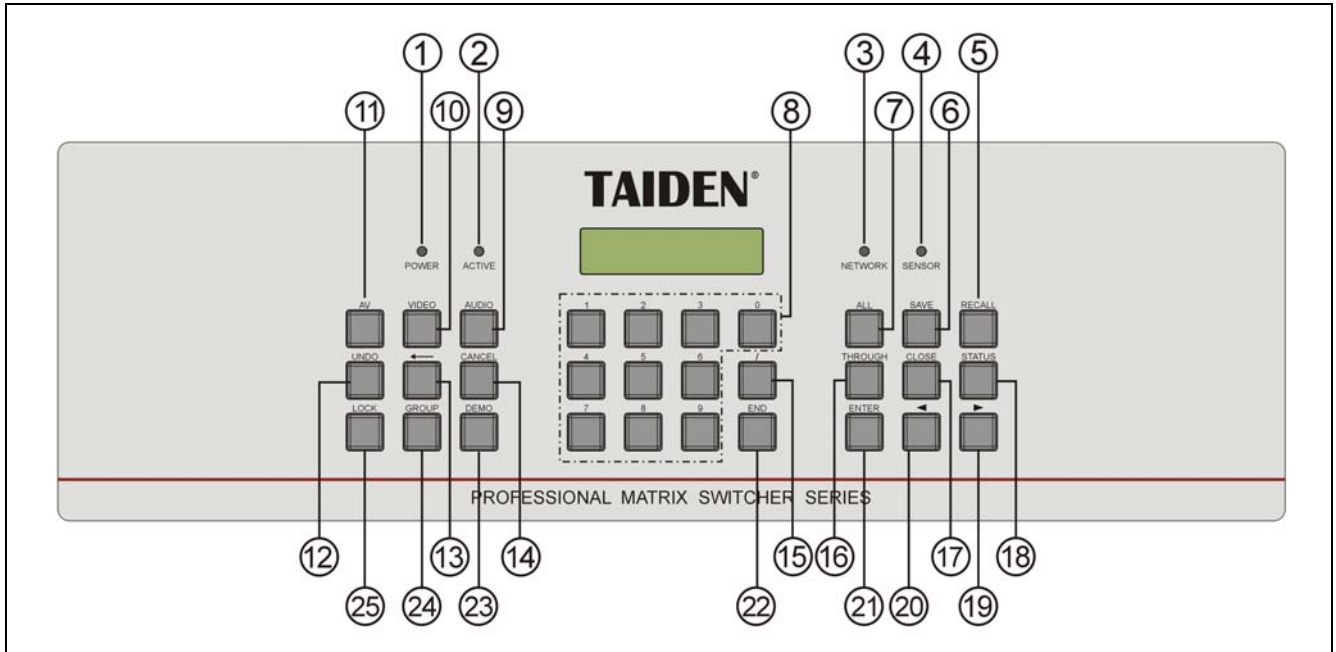 ① ② ③ ④ ⑤
⑪ ⑩ ⑨ ⑧ ⑦ ⑥
TAIDEN®
POWER ACTIVE NETWORK SENSOR
AV VIDEO AUDIO 1 2 3 0 ALL SAVE RECALL
UNDO ← CANCEL 4 5 6 / THROUGH CLOSE STATUS
LOCK GROUP DEMO 7 8 9 END ENTER ◄ ►
PROFESSIONAL MATRIX SWITCHER SERIES
⑫ ⑬ ⑭ ⑮ ⑯ ⑰ ⑱
㉕ ㉔ ㉓ ㉒ ㉑ ⑳ ⑲